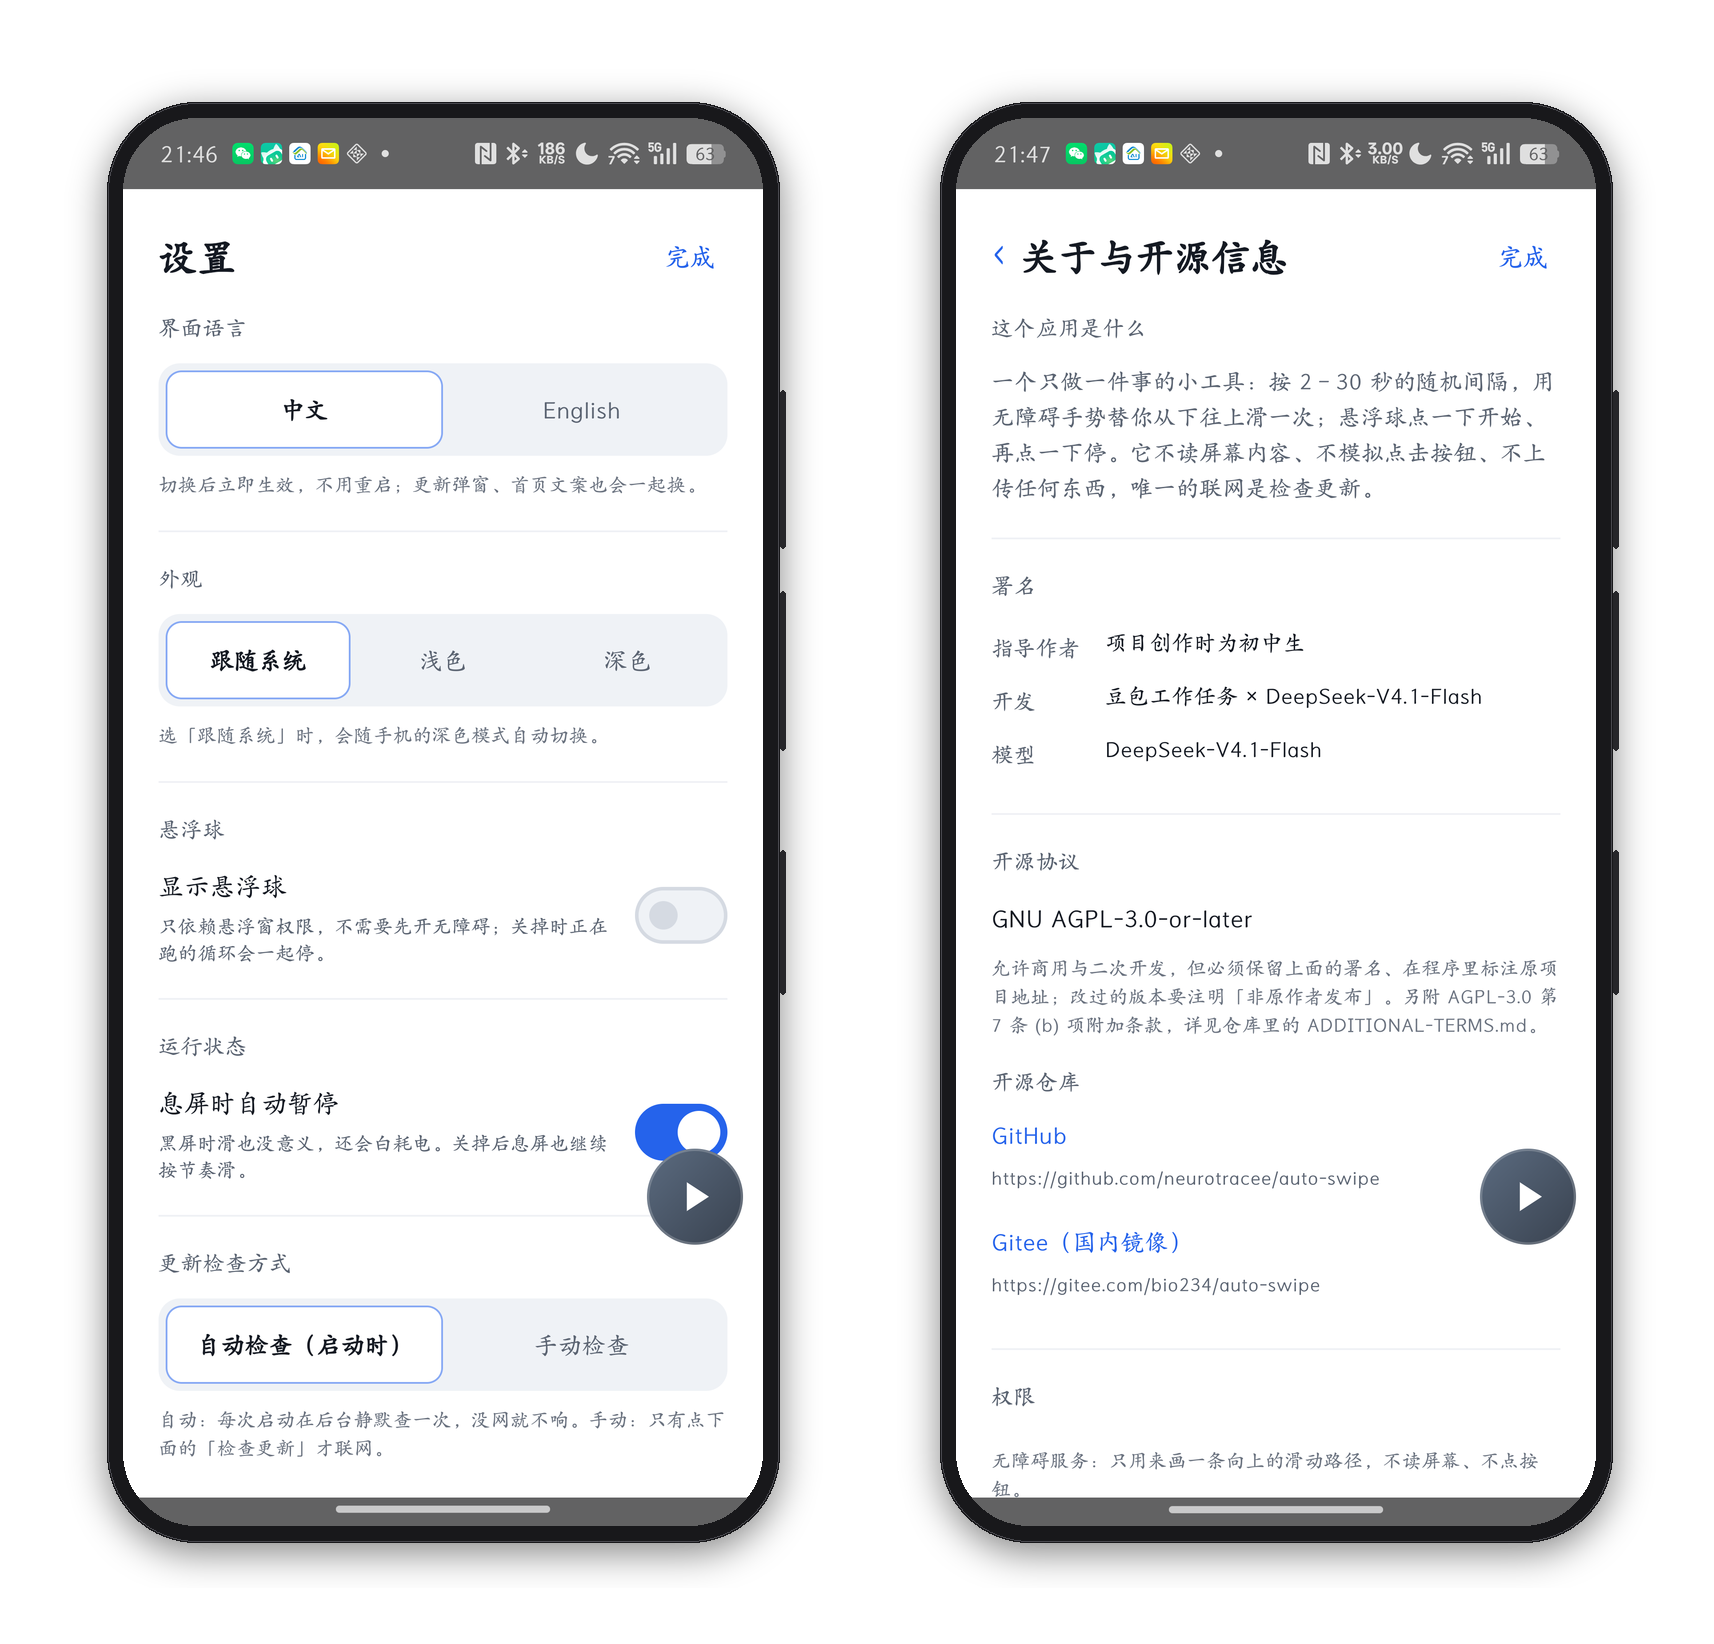 21:46
186
KB/S
5G
63
设置
完成
界面语言
中文
English
切换后立即生效，不用重启；更新弹窗、首页文案也会一起换。
外观
跟随系统
浅色
深色
选「跟随系统」时，会随手机的深色模式自动切换。
悬浮球
显示悬浮球
只依赖悬浮窗权限，不需要先开无障碍；关掉时正在
跑的循环会一起停。
运行状态
息屏时自动暂停
黑屏时滑也没意义，还会白耗电。关掉后息屏也继续
按节奏滑。
更新检查方式
自动检查（启动时）
手动检查
自动：每次启动在后台静默查一次，没网就不响。手动：只有点下
面的「检查更新」才联网。
21:47
3.00
KB/S
5G
63
关于与开源信息
完成
这个应用是什么
一个只做一件事的小工具：按 2 – 30 秒的随机间隔，用
无障碍手势替你从下往上滑一次；悬浮球点一下开始、
再点一下停。它不读屏幕内容、不模拟点击按钮、不上
传任何东西，唯一的联网是检查更新。
署名
指导作者 项目创作时为初中生
开发 豆包工作任务 × DeepSeek-V4.1-Flash
模型 DeepSeek-V4.1-Flash
开源协议
GNU AGPL-3.0-or-later
允许商用与二次开发，但必须保留上面的署名、在程序里标注原项
目地址；改过的版本要注明「非原作者发布」。另附 AGPL-3.0 第
7 条 (b) 项附加条款，详见仓库里的 ADDITIONAL-TERMS.md。
开源仓库
GitHub
https://github.com/neurotracee/auto-swipe
Gitee（国内镜像）
https://gitee.com/bio234/auto-swipe
权限
无障碍服务：只用来画一条向上的滑动路径，不读屏幕、不点按
钮。